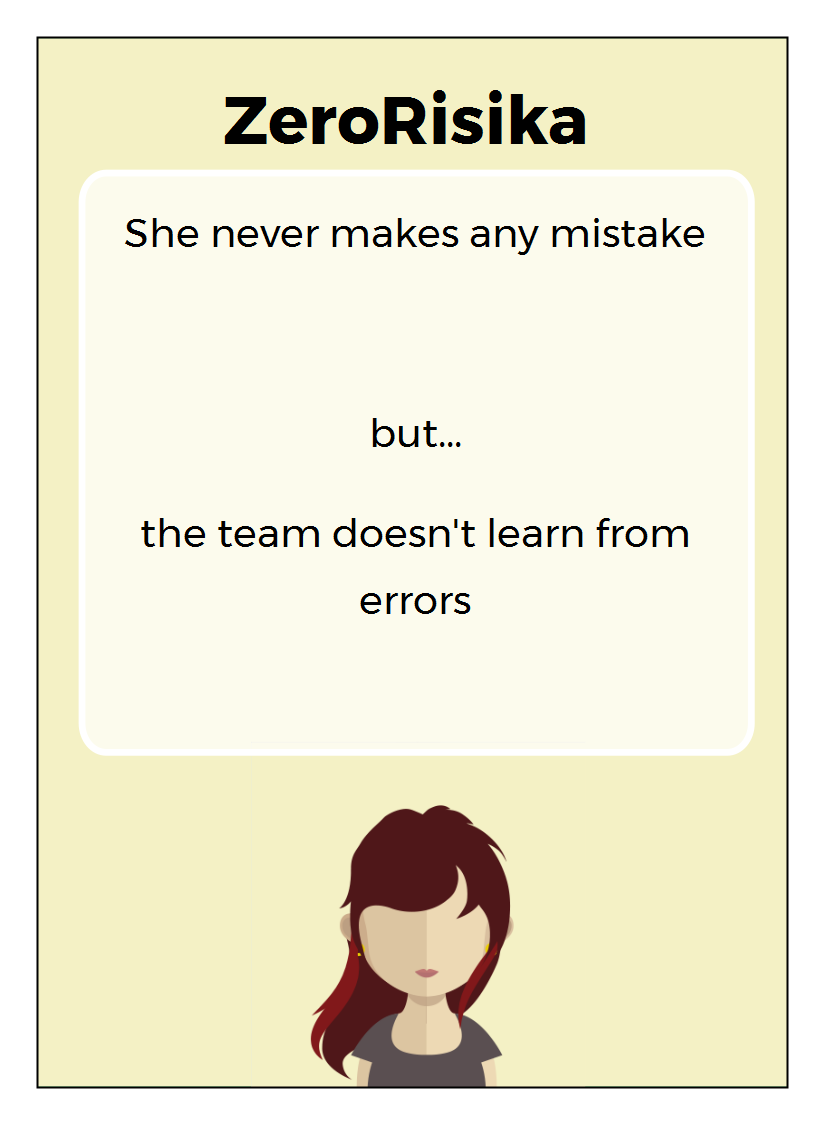 ZeroRisika
She never makes any mistake
but...
the team doesn't learn from
errors